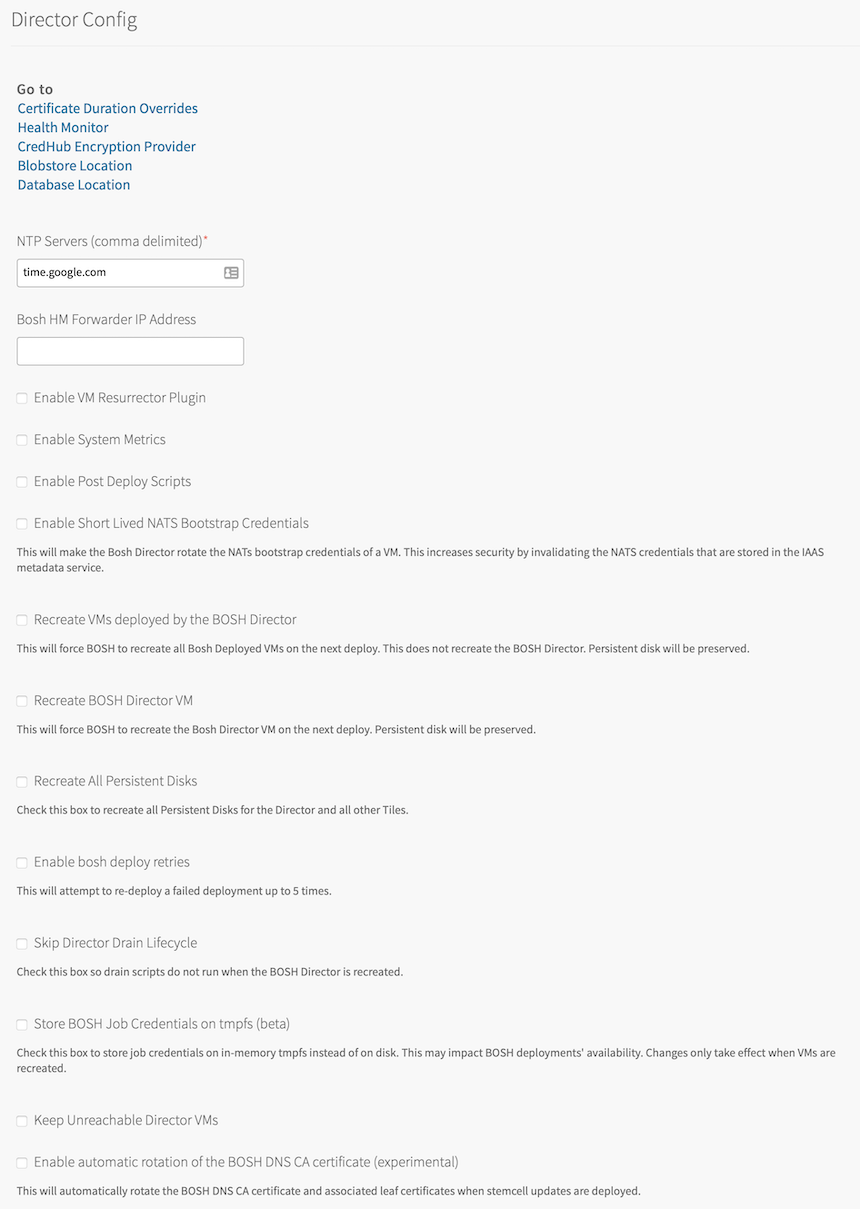 Director Config
Go to
Certificate Duration Overrides
Health Monitor
CredHub Encryption Provider
Blobstore Location
Database Location
NTP Servers (comma delimited)*
time.google.com
Bosh HM Forwarder IP Address
Enable VM Resurrector Plugin
Enable System Metrics
Enable Post Deploy Scripts
Enable Short Lived NATS Bootstrap Credentials
This will make the Bosh Director rotate the NATs bootstrap credentials of a VM. This increases security by invalidating the NATS credentials that are stored in the IAAS
metadata service.
Recreate VMs deployed by the BOSH Director
This will force BOSH to recreate all Bosh Deployed VMs on the next deploy. This does not recreate the BOSH Director. Persistent disk will be preserved.
Recreate BOSH Director VM
This will force BOSH to recreate the Bosh Director VM on the next deploy. Persistent disk will be preserved.
Recreate All Persistent Disks
Check this box to recreate all Persistent Disks for the Director and all other Tiles.
Enable bosh deploy retries
This will attempt to re-deploy a failed deployment up to 5 times.
Skip Director Drain Lifecycle
Check this box so drain scripts do not run when the BOSH Director is recreated.
Store BOSH Job Credentials on tmpfs (beta)
Check this box to store job credentials on in-memory tmpfs instead of on disk. This may impact BOSH deployments' availability. Changes only take effect when VMs are
recreated.
Keep Unreachable Director VMs
Enable automatic rotation of the BOSH DNS CA certificate (experimental)
This will automatically rotate the BOSH DNS CA certificate and associated leaf certificates when stemcell updates are deployed.